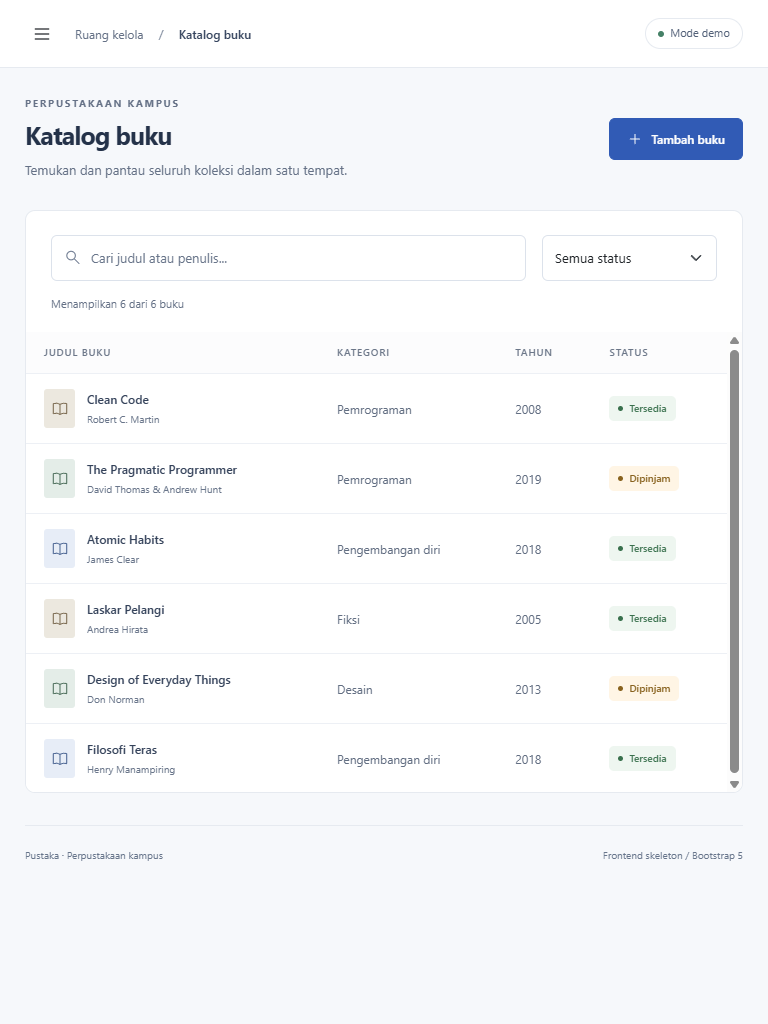 Ruang kelola / Katalog buku
Mode demo
PERPUSTAKAAN KAMPUS
Katalog buku
Temukan dan pantau seluruh koleksi dalam satu tempat.
Tambah buku
Cari judul atau penulis...
Semua status
Menampilkan 6 dari 6 buku
JUDUL BUKU KATEGORI TAHUN STATUS
Clean Code
Robert C. Martin
Pemrograman 2008 Tersedia
The Pragmatic Programmer
David Thomas & Andrew Hunt
Pemrograman 2019 Dipinjam
Atomic Habits
James Clear
Pengembangan diri 2018 Tersedia
Laskar Pelangi
Andrea Hirata
Fiksi 2005 Tersedia
Design of Everyday Things
Don Norman
Desain 2013 Dipinjam
Filosofi Teras
Henry Manampiring
Pengembangan diri 2018 Tersedia
Pustaka · Perpustakaan kampus
Frontend skeleton / Bootstrap 5